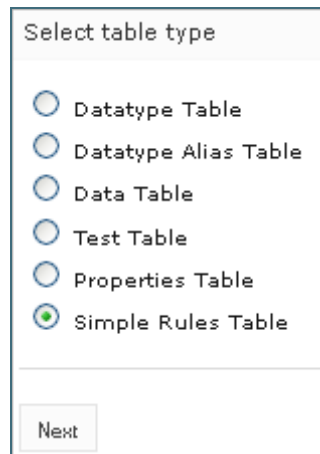 Select table type
Datatype Table
Datatype Alias Table
Data Table
Test Table
Properties Table
Simple Rules Table
Next